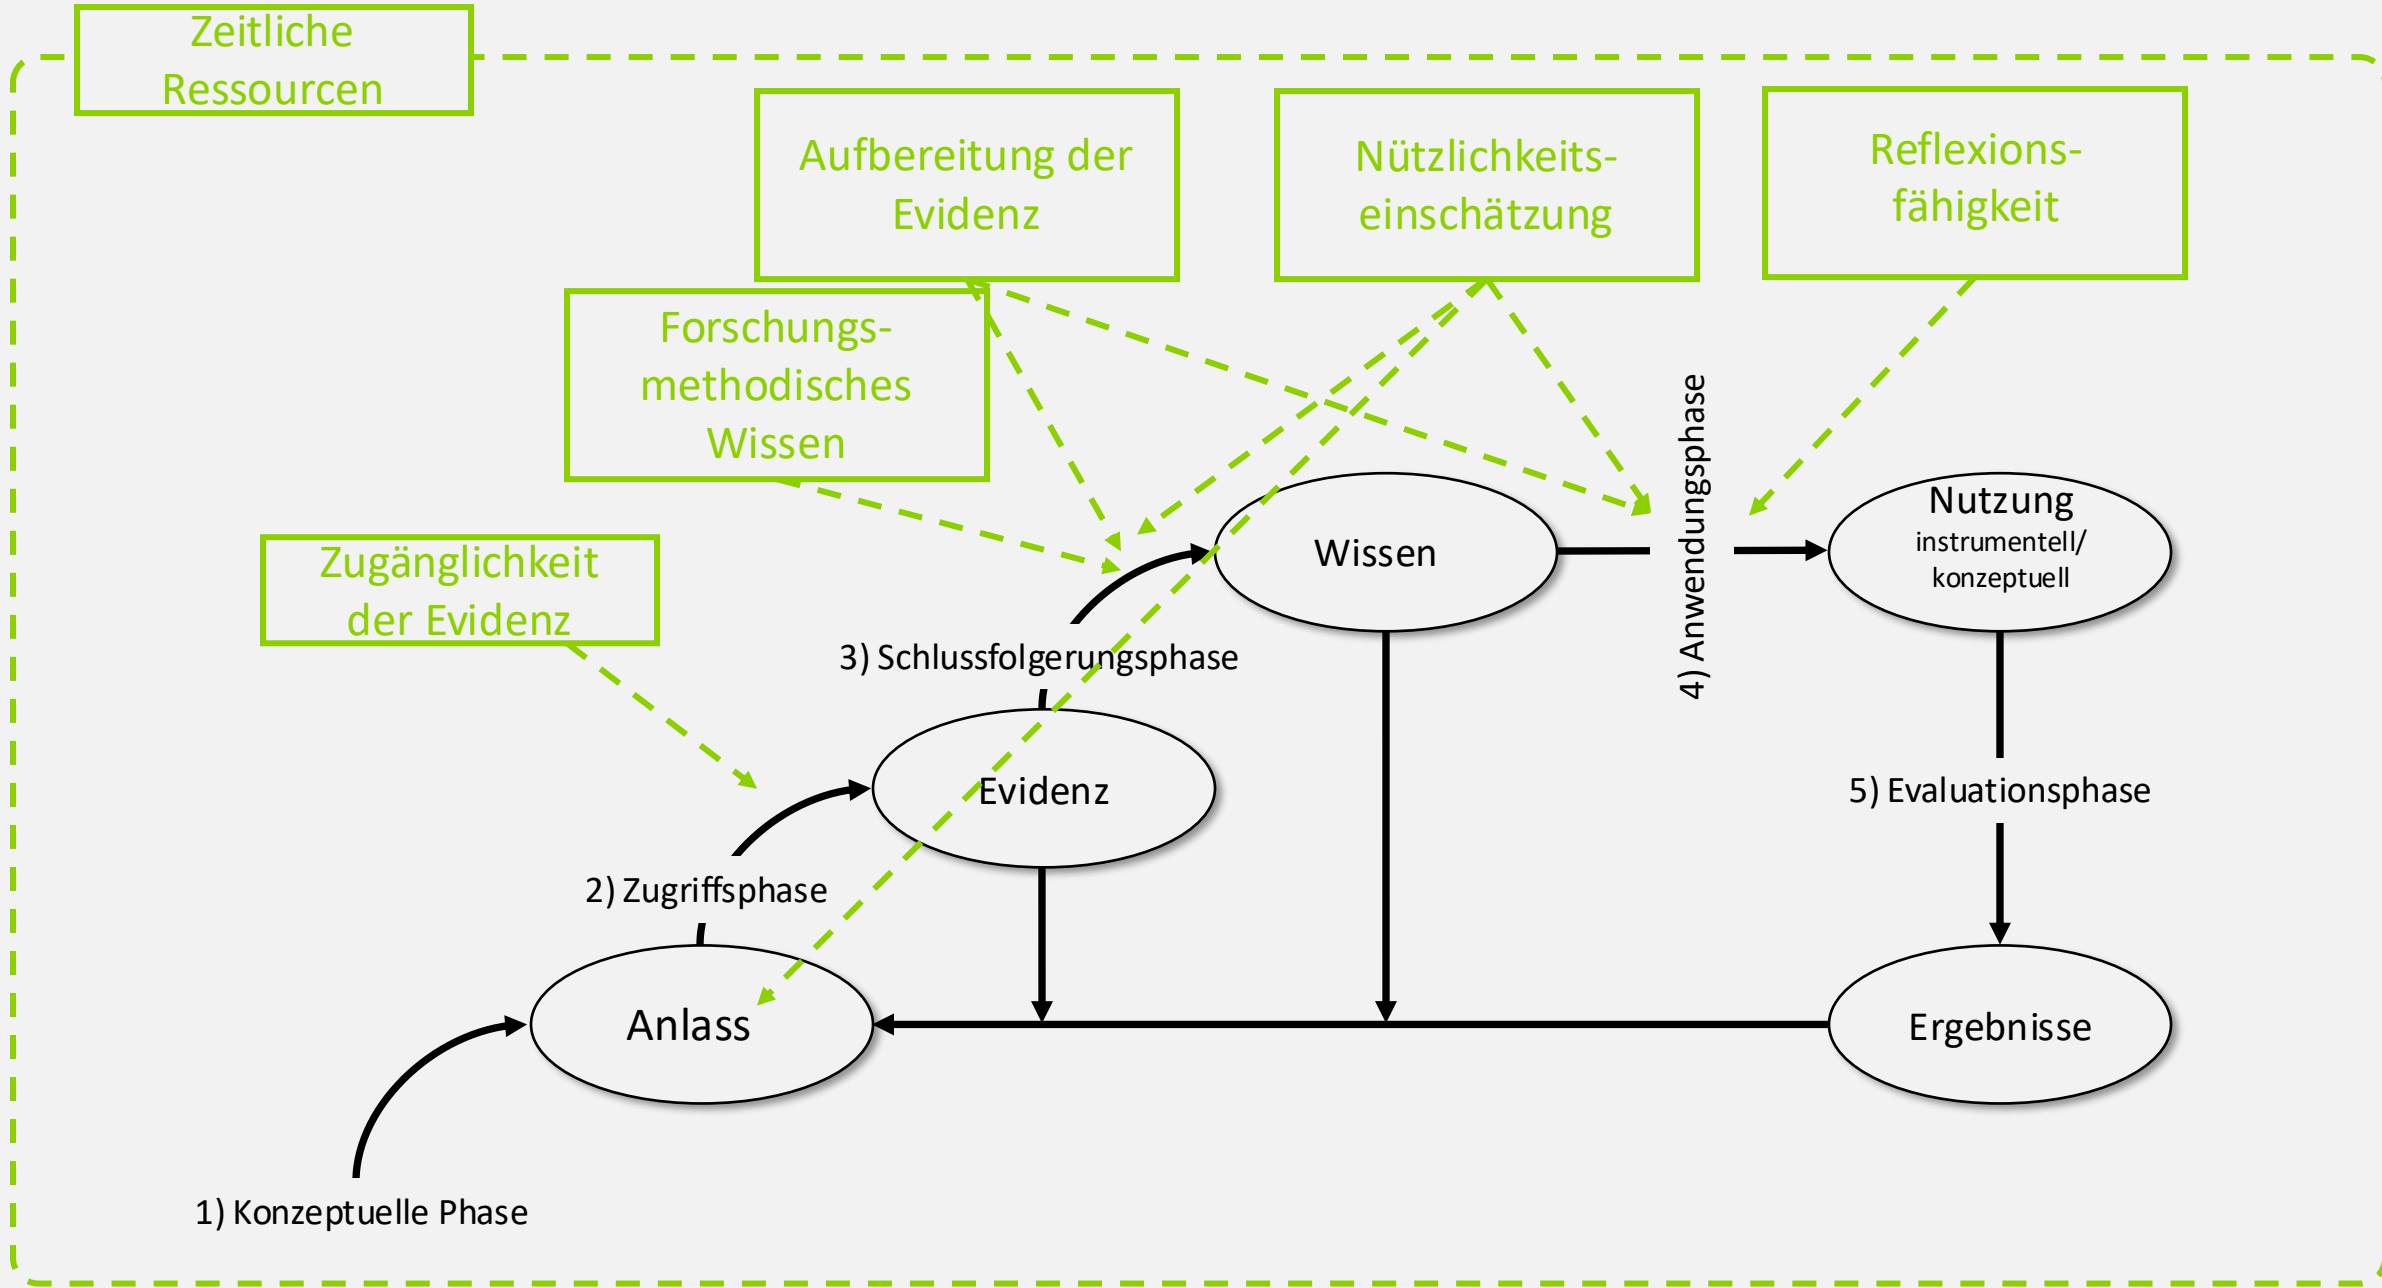 Zeitliche
Ressourcen
Aufbereitung der
Evidenz
Nützlichkeits-
einschätzung
Reflexions-
fähigkeit
Forschungs-
methodisches
Wissen
Zugänglichkeit
der Evidenz
4) Anwendungsphase
Wissen
Nutzung
instrumentell/
konzeptuell
3) Schlussfolgerungsphase
Evidenz
5) Evaluationsphase
2) Zugriffsphase
Anlass
Ergebnisse
1) Konzeptuelle Phase